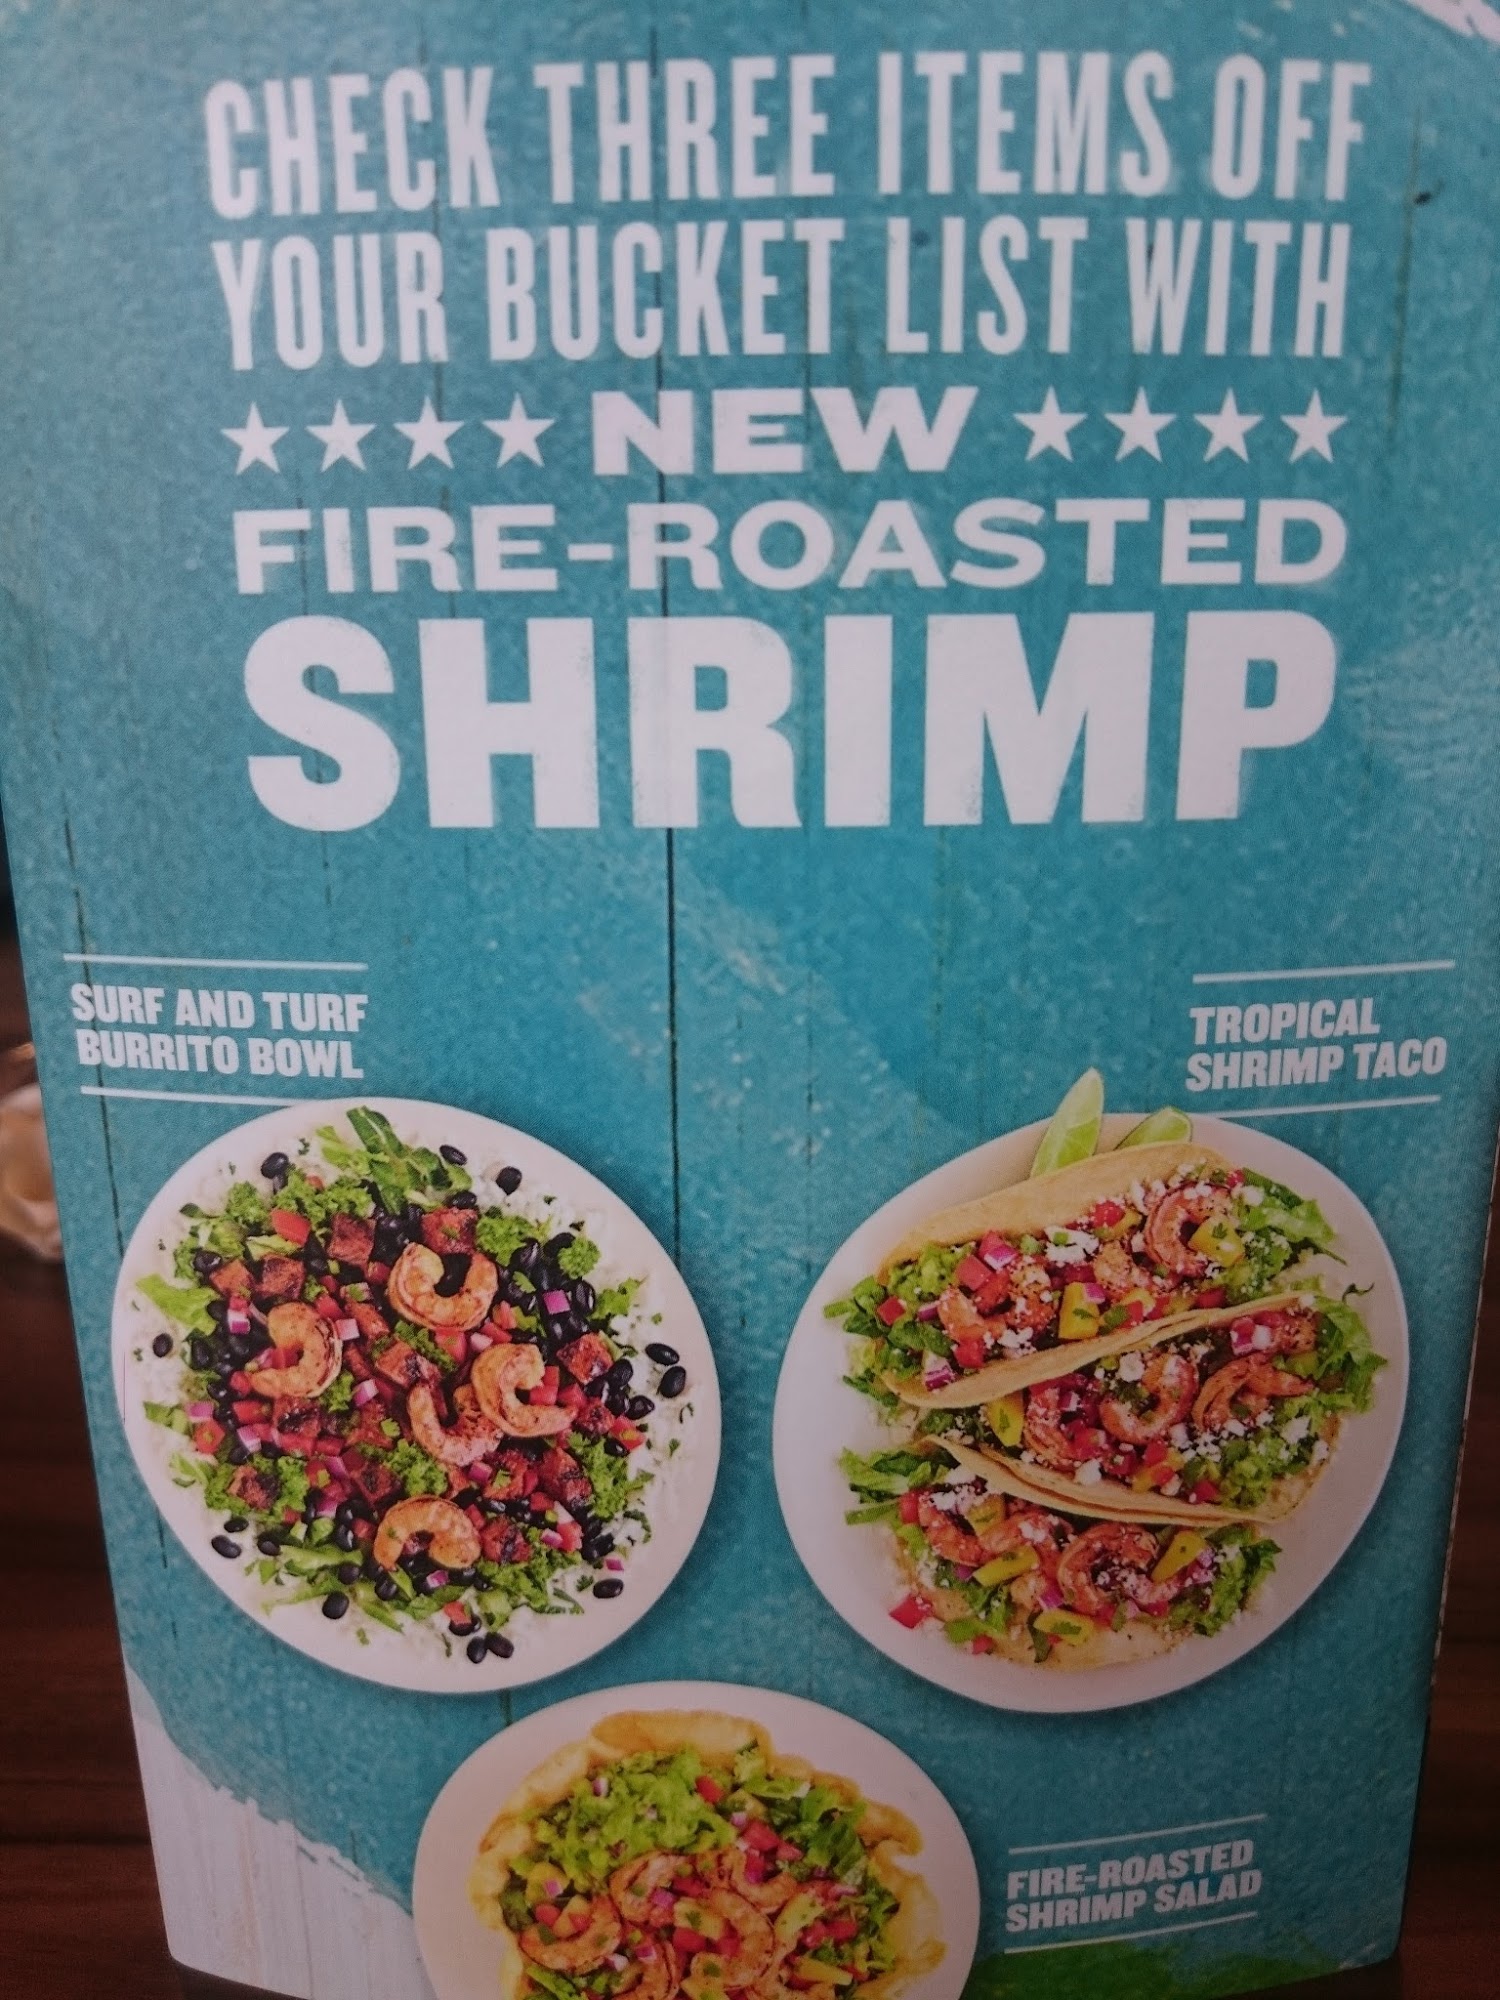 CHECK THREE ITEMS OFF
YOUR BUCKET LIST WITH
NEW
FIRE-ROASTED
SHRIMP
SURF AND TURF
BURRITO BOWL
TROPICAL
SHRIMP TACO
FIRE-ROASTED
SHRIMP SALAD